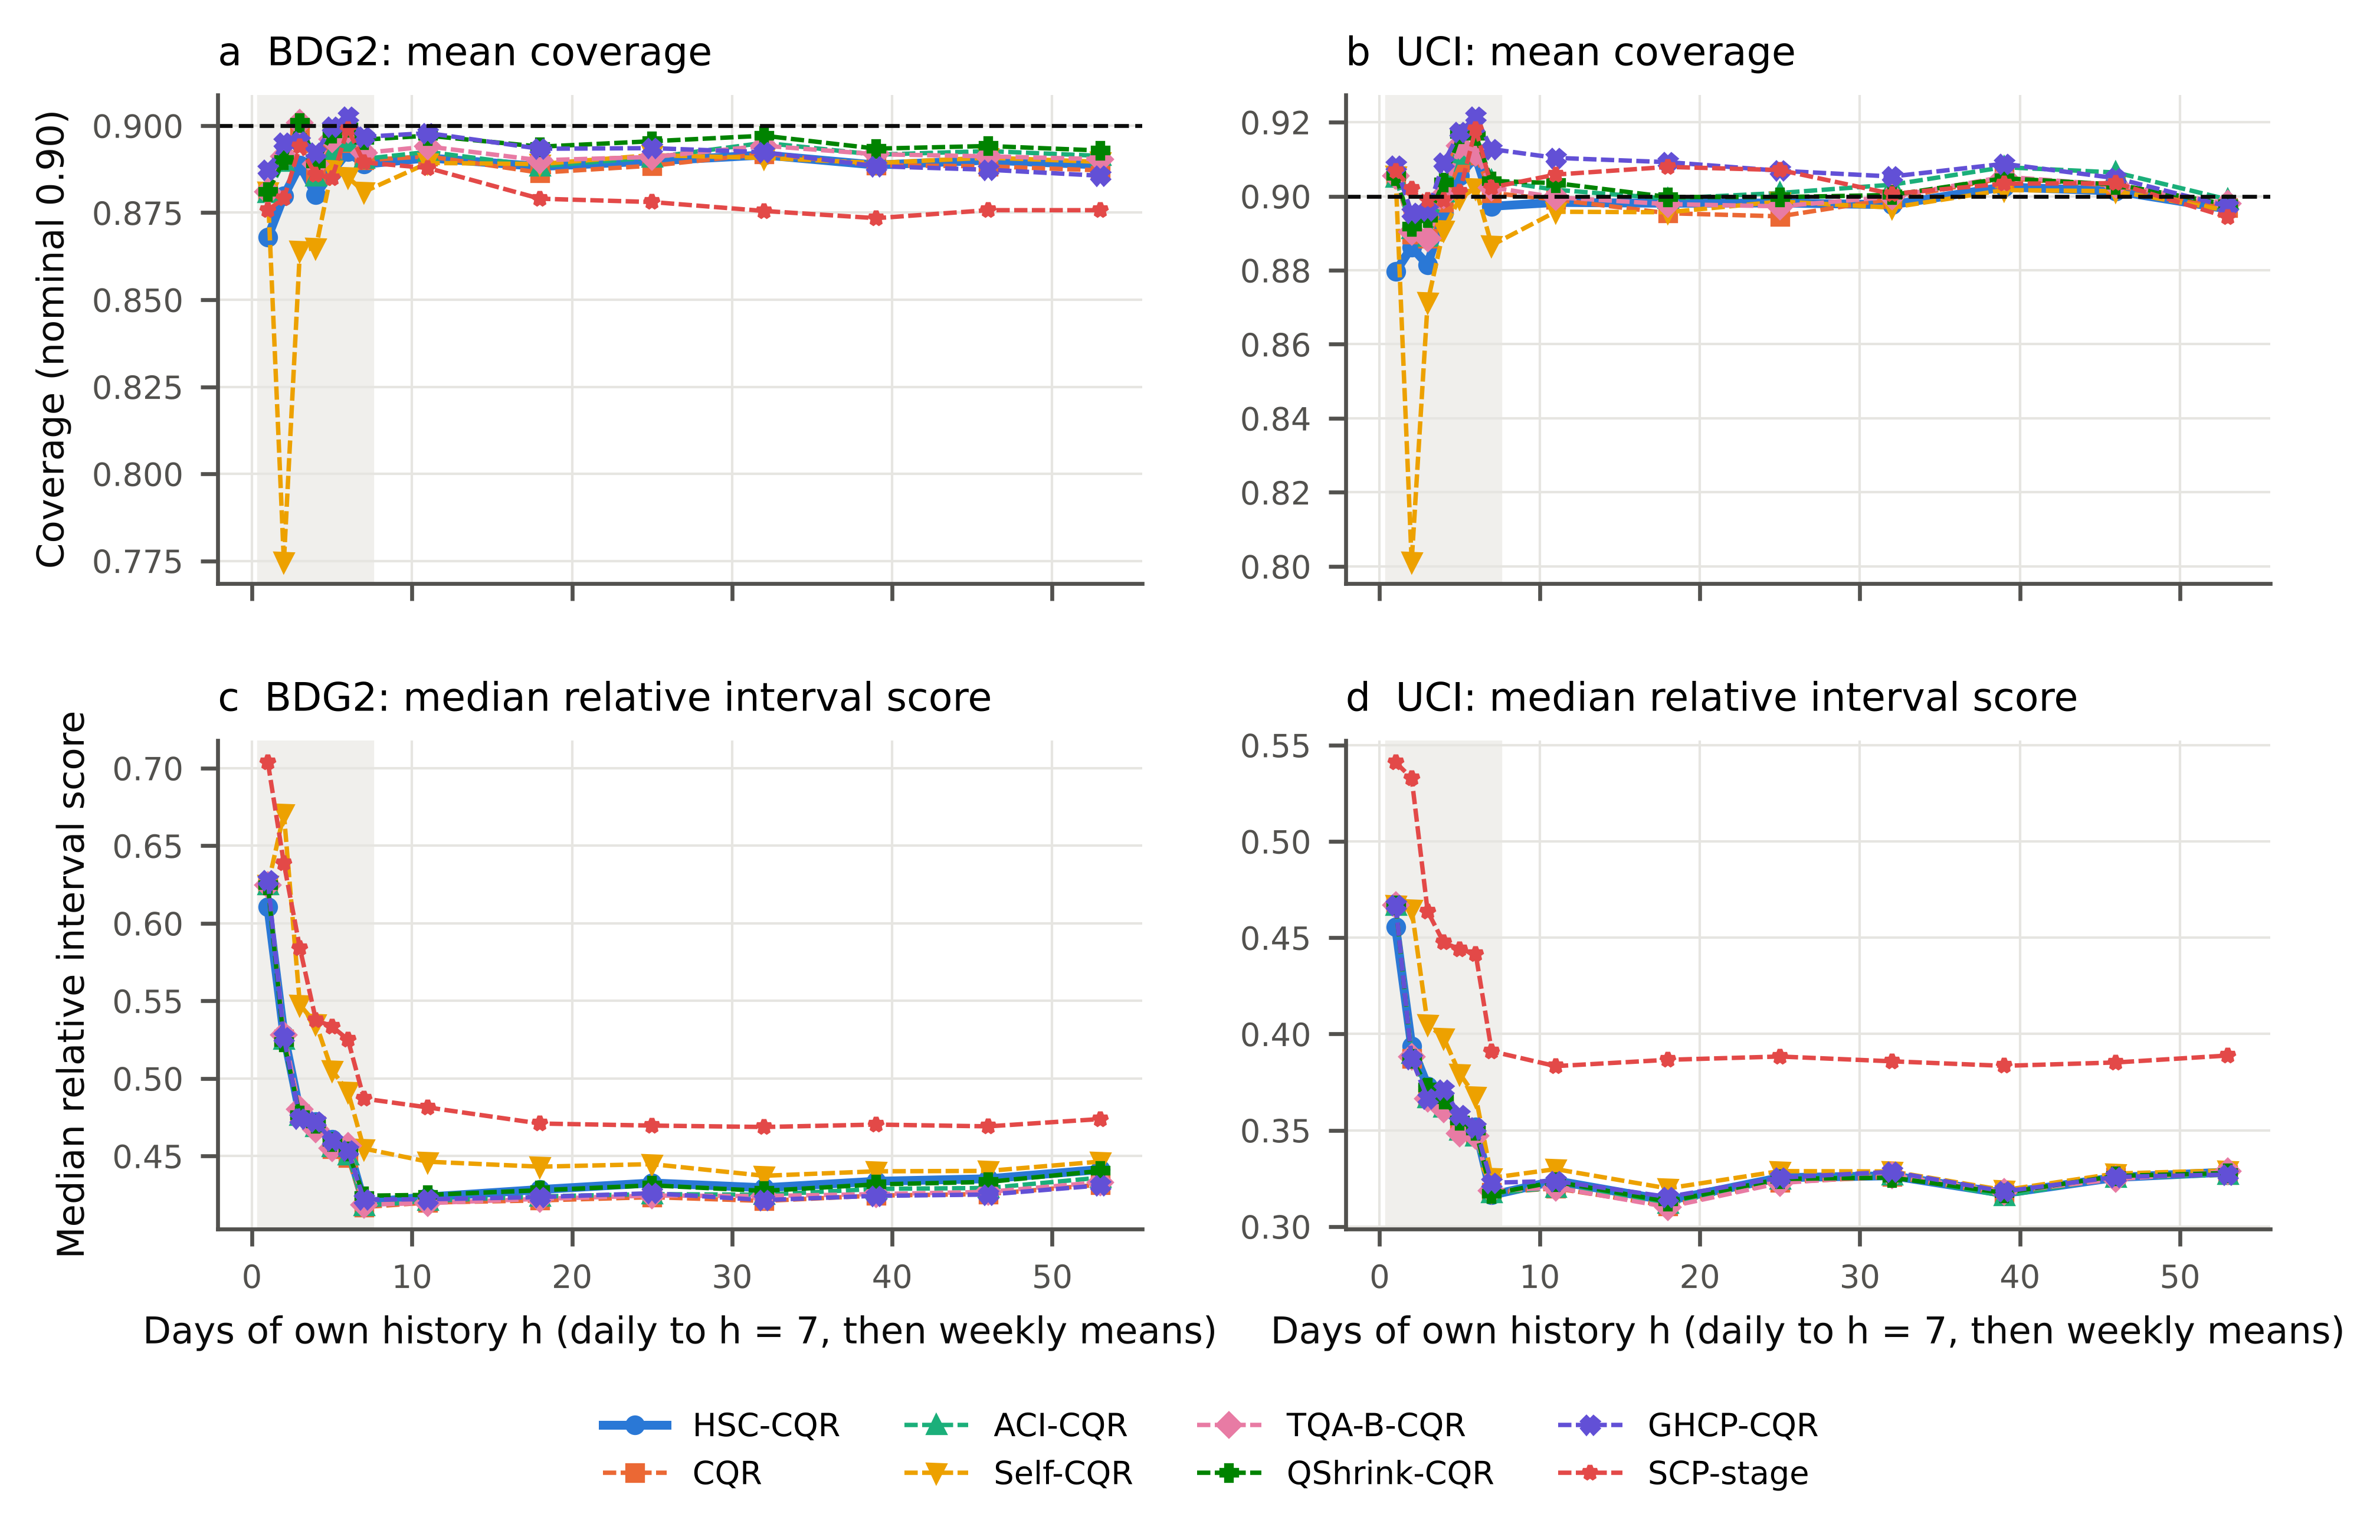 a BDG2: mean coverage
b UCI: mean coverage
Coverage (nominal 0.90)
0.900
0.875
0.850
0.825
0.800
0.775
0.92
0.90
0.88
0.86
0.84
0.82
0.80
c BDG2: median relative interval score
d UCI: median relative interval score
Median relative interval score
0.70
0.65
0.60
0.55
0.50
0.45
0.55
0.50
0.45
0.40
0.35
0.30
0 10 20 30 40 50
0 10 20 30 40 50
Days of own history h (daily to h = 7, then weekly means)
Days of own history h (daily to h = 7, then weekly means)
HSC-CQR ACI-CQR TQA-B-CQR GHCP-CQR
CQR Self-CQR QShrink-CQR SCP-stage